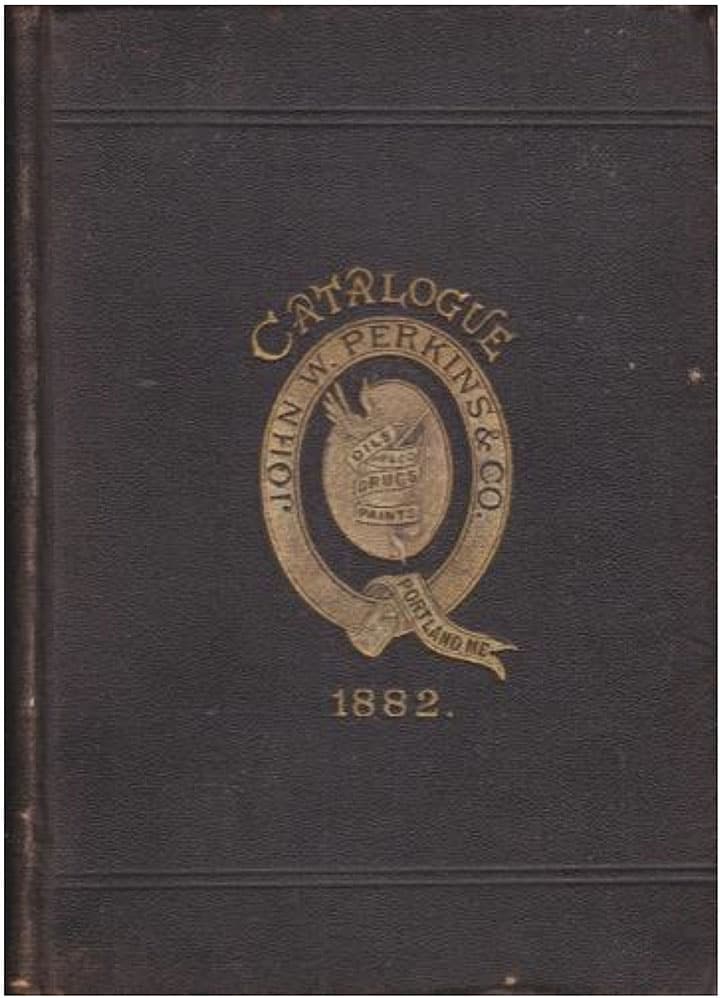 CATALOGUE
JOHN W. PERKINS & CO.
OILS
DRUGS
PAINTS
PORTLAND, ME
1882.